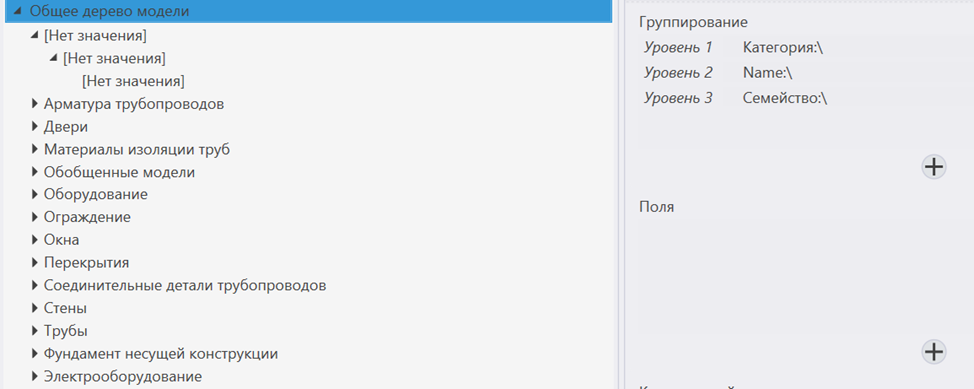 Общее дерево модели
[Нет значения]
[Нет значения]
[Нет значения]
Арматура трубопроводов
Двери
Материалы изоляции труб
Обобщенные модели
Оборудование
Ограждение
Окна
Перекрытия
Соединительные детали трубопроводов
Стены
Трубы
Фундамент несущей конструкции
Электрооборудование
Группирование
Уровень 1 Категория:\
Уровень 2 Name:\
Уровень 3 Семейство:\
Поля